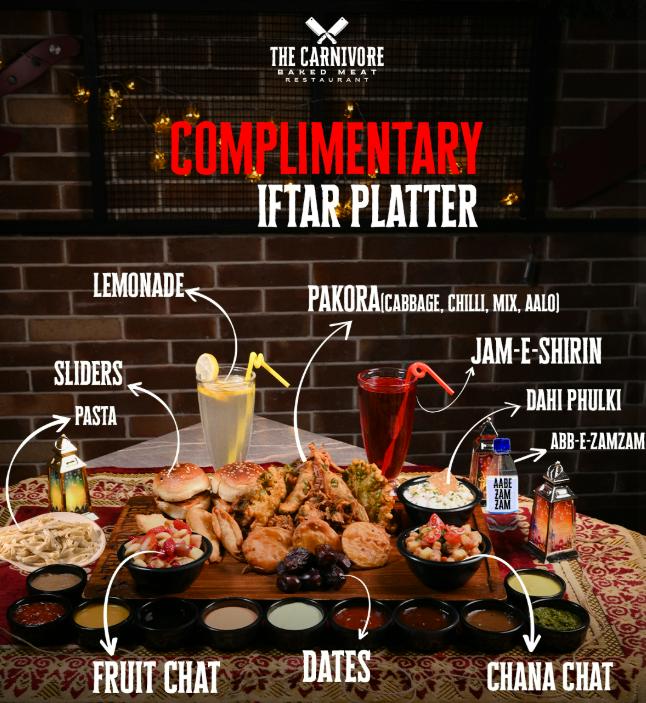 THE CARNIVORE
BAKED MEAT
RESTAURANT
COMPLIMENTARY
IFTAR PLATTER
LEMONADE
PAKORA(CABBAGE, CHILLI, MIX, AALO)
JAM-E-SHIRIN
SLIDERS
DAHI PHULKI
PASTA
ABB-E-ZAMZAM
AABE
ZAM
ZAM
FRUIT CHAT
DATES
CHANA CHAT